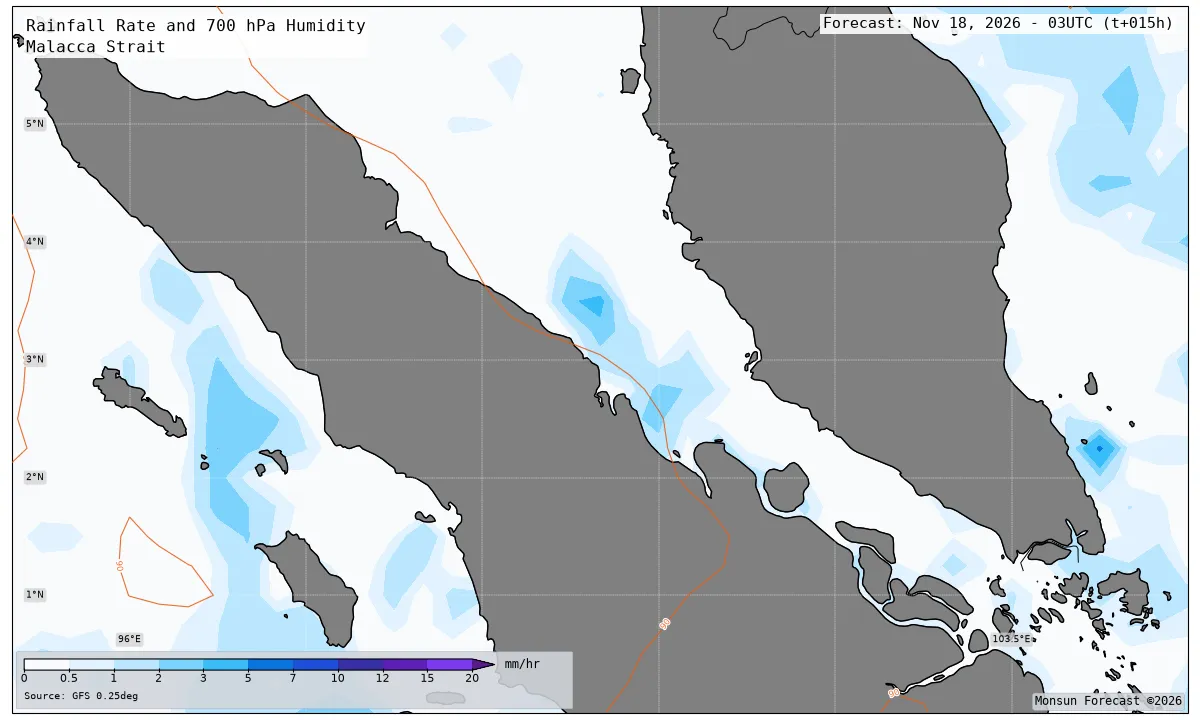 Rainfall Rate and 700 hPa Humidity
Malacca Strait
Forecast: Nov 18, 2026 - 03UTC (t+015h)
5°N
4°N
3°N
2°N
1°N
96°E
103.5°E
90
90
90
0 0.5 1 2 3 5 7 10 12 15 20
mm/hr
Source: GFS 0.25deg
Monsun Forecast ©2026